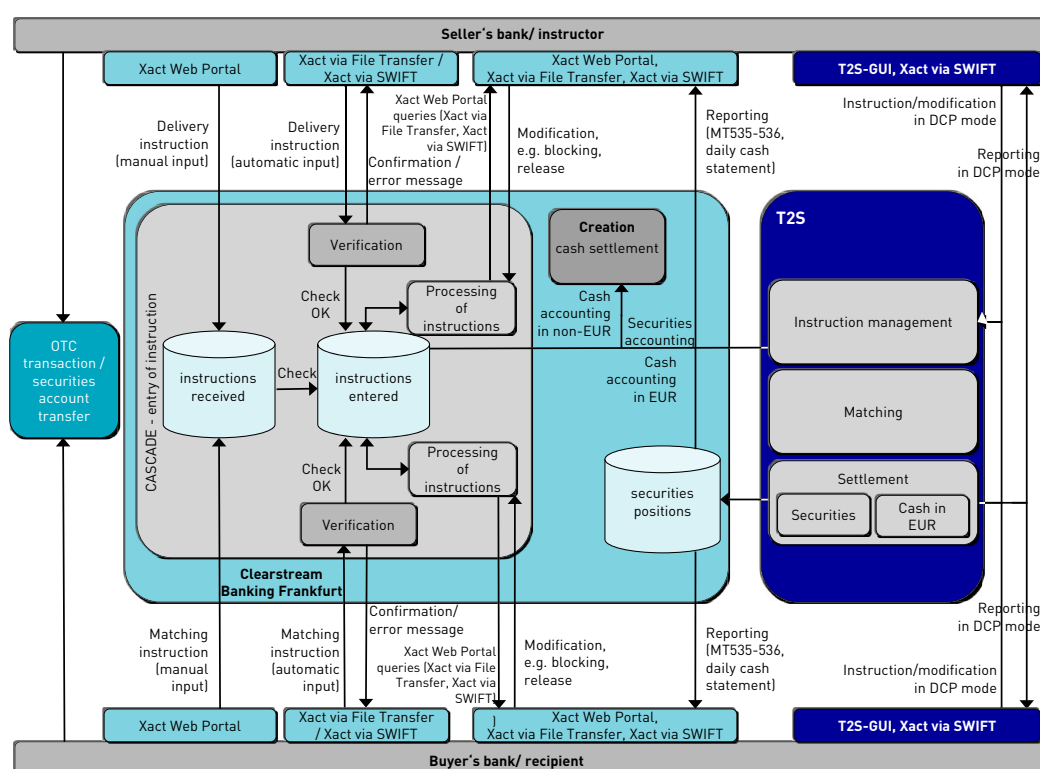 Seller's bank/ instructor
Xact Web Portal
Xact via File Transfer /
Xact via SWIFT
Xact Web Portal,
Xact via File Transfer, Xact via SWIFT
T2S-GUI, Xact via SWIFT
Delivery
instruction
(manual input)
Delivery
instruction
(automatic input)
Confirmation /
error message
Xact Web Portal
queries (Xact via
File Transfer, Xact
via SWIFT)
Modification,
e.g. blocking,
release
Reporting
(MT535-536,
daily cash
statement)
Instruction/modification
in DCP mode
Reporting
in DCP mode
OTC
transaction /
securities
account
transfer
CASCADE - entry of instruction
Verification
Check
OK
Processing
of
instructions
instructions
received
Check
instructions
entered
Creation
cash settlement
Cash
accounting
in non-EUR
Securities
accounting
Cash
accounting
in EUR
T2S
Instruction management
Matching
Settlement
Securities
Cash in
EUR
securities
positions
Processing
of
instructions
Check
OK
Verification
Clearstream
Banking Frankfurt
Matching
instruction
(manual
input)
Matching
instruction
(automatic
input)
Confirmation/
error message
Xact Web Portal
queries (Xact via File
Transfer, Xact via
SWIFT)
)
Modification,
e.g. blocking,
release
Reporting
(MT535-536,
daily cash
statement)
Reporting
in DCP mode
Instruction/modification
in DCP mode
Xact Web Portal
Xact via File Transfer
/ Xact via SWIFT
Xact Web Portal,
Xact via File Transfer, Xact via SWIFT
T2S-GUI, Xact via SWIFT
Buyer's bank/ recipient